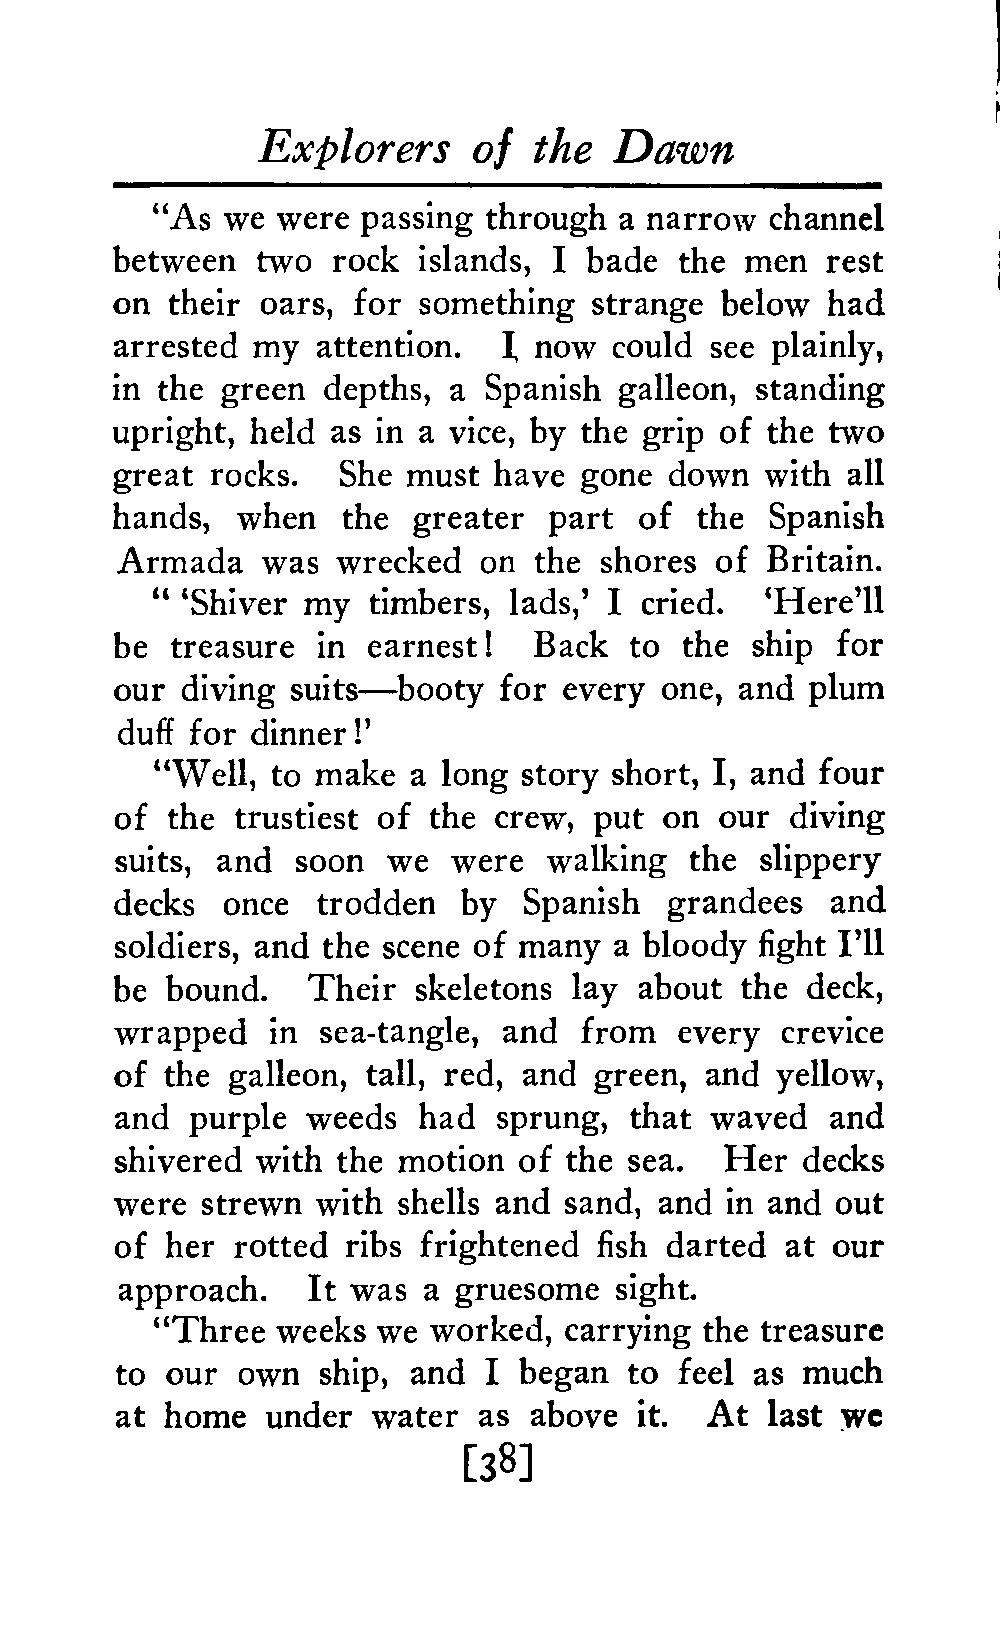 Explorers of the Dawn
“As we were passing through a narrow channel
between two rock islands, I bade the men rest
on their oars, for something strange below had
arrested my attention. I now could see plainly,
in the green depths, a Spanish galleon, standing
upright, held as in a vice, by the grip of the two
great rocks. She must have gone down with all
hands, when the greater part of the Spanish
Armada was wrecked on the shores of Britain.
“ ‘Shiver my timbers, lads,’ I cried. ‘Here’ll
be treasure in earnest! Back to the ship for
our diving suits—booty for every one, and plum
duff for dinner!’
“Well, to make a long story short, I, and four
of the trustiest of the crew, put on our diving
suits, and soon we were walking the slippery
decks once trodden by Spanish grandees and
soldiers, and the scene of many a bloody fight I’ll
be bound. Their skeletons lay about the deck,
wrapped in sea-tangle, and from every crevice
of the galleon, tall, red, and green, and yellow,
and purple weeds had sprung, that waved and
shivered with the motion of the sea. Her decks
were strewn with shells and sand, and in and out
of her rotted ribs frightened fish darted at our
approach. It was a gruesome sight.
“Three weeks we worked, carrying the treasure
to our own ship, and I began to feel as much
at home under water as above it. At last we
[38]